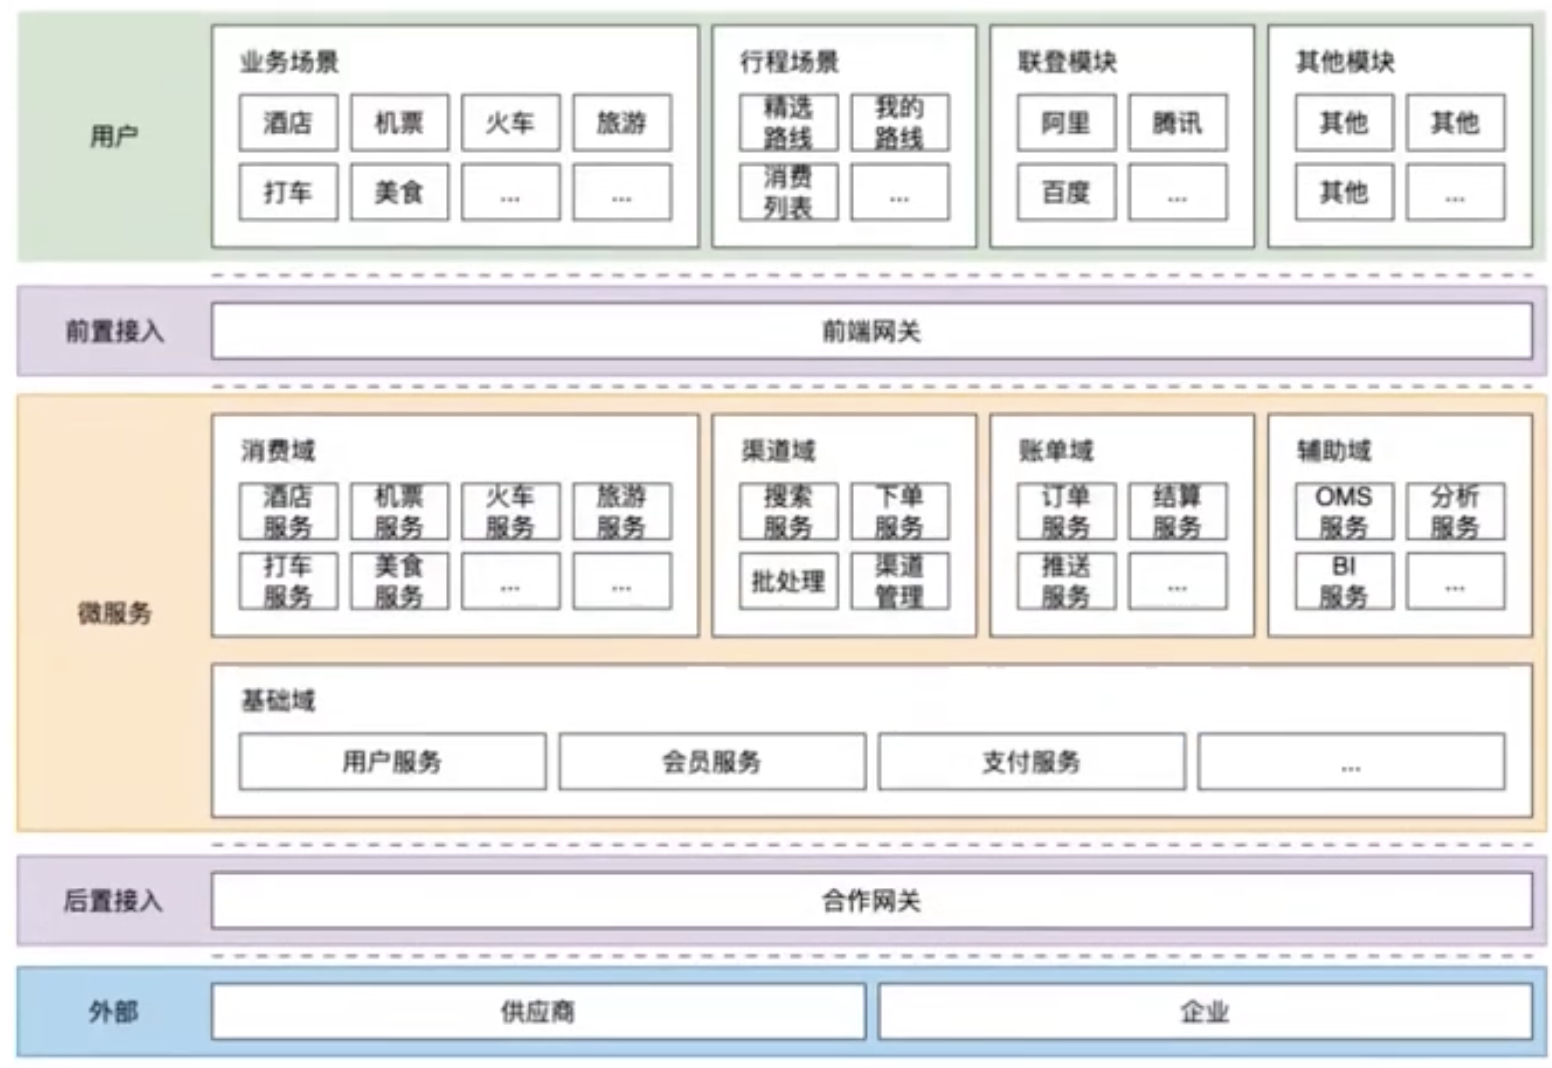 用户
业务场景
酒店
机票
火车
旅游
打车
美食
...
...
行程场景
精选
路线
我的
路线
消费
列表
...
联登模块
阿里
腾讯
百度
...
其他模块
其他
其他
其他
...
前置接入
前端网关
微服务
消费域
酒店
服务
机票
服务
火车
服务
旅游
服务
打车
服务
美食
服务
...
...
渠道域
搜索
服务
下单
服务
批处理
渠道
管理
账单域
订单
服务
结算
服务
推送
服务
...
辅助域
OMS
服务
分析
服务
BI
服务
...
基础域
用户服务
会员服务
支付服务
...
后置接入
合作网关
外部
供应商
企业